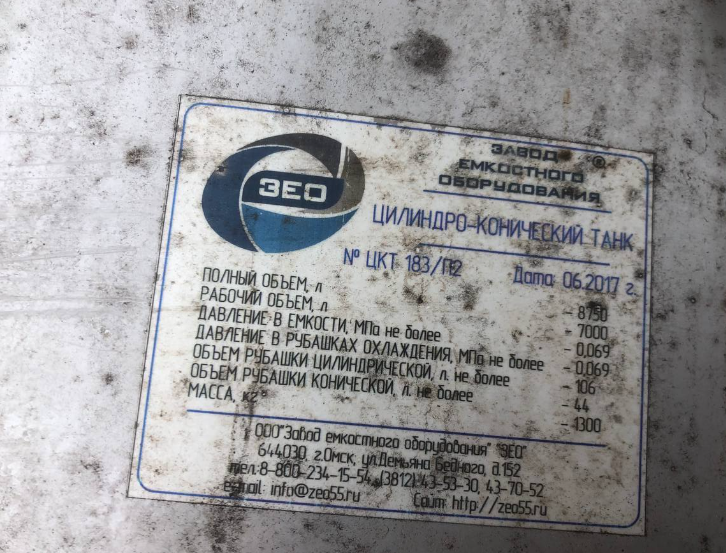 ЗЕО
ЗАВОД ®
ЕМКОСТНОГО
ОБОРУДОВАНИЯ
ЦИЛИНДРО-КОНИЧЕСКИЙ ТАНК
№ ЦКТ 183/П2 Дата: 06.2017 г.
ПОЛНЫЙ ОБЪЕМ, л - 8750
РАБОЧИЙ ОБЪЕМ, л - 7000
ДАВЛЕНИЕ В ЕМКОСТИ, МПа не более - 0,069
ДАВЛЕНИЕ В РУБАШКАХ ОХЛАЖДЕНИЯ, МПа не более - 0,069
ОБЪЕМ РУБАШКИ ЦИЛИНДРИЧЕСКОЙ, л. не более - 106
ОБЪЕМ РУБАШКИ КОНИЧЕСКОЙ, л. не более - 44
МАССА, кг - 1300
ООО"Завод емкостного оборудования" "ЗЕО"
644030, г.Омск, ул.Демьяна Бедного, д.152
тел.: 8-800-234-15-54, (3812) 43-53-30, 43-70-52
e-mail: info@zeo55.ru Сайт: http://zeo55.ru